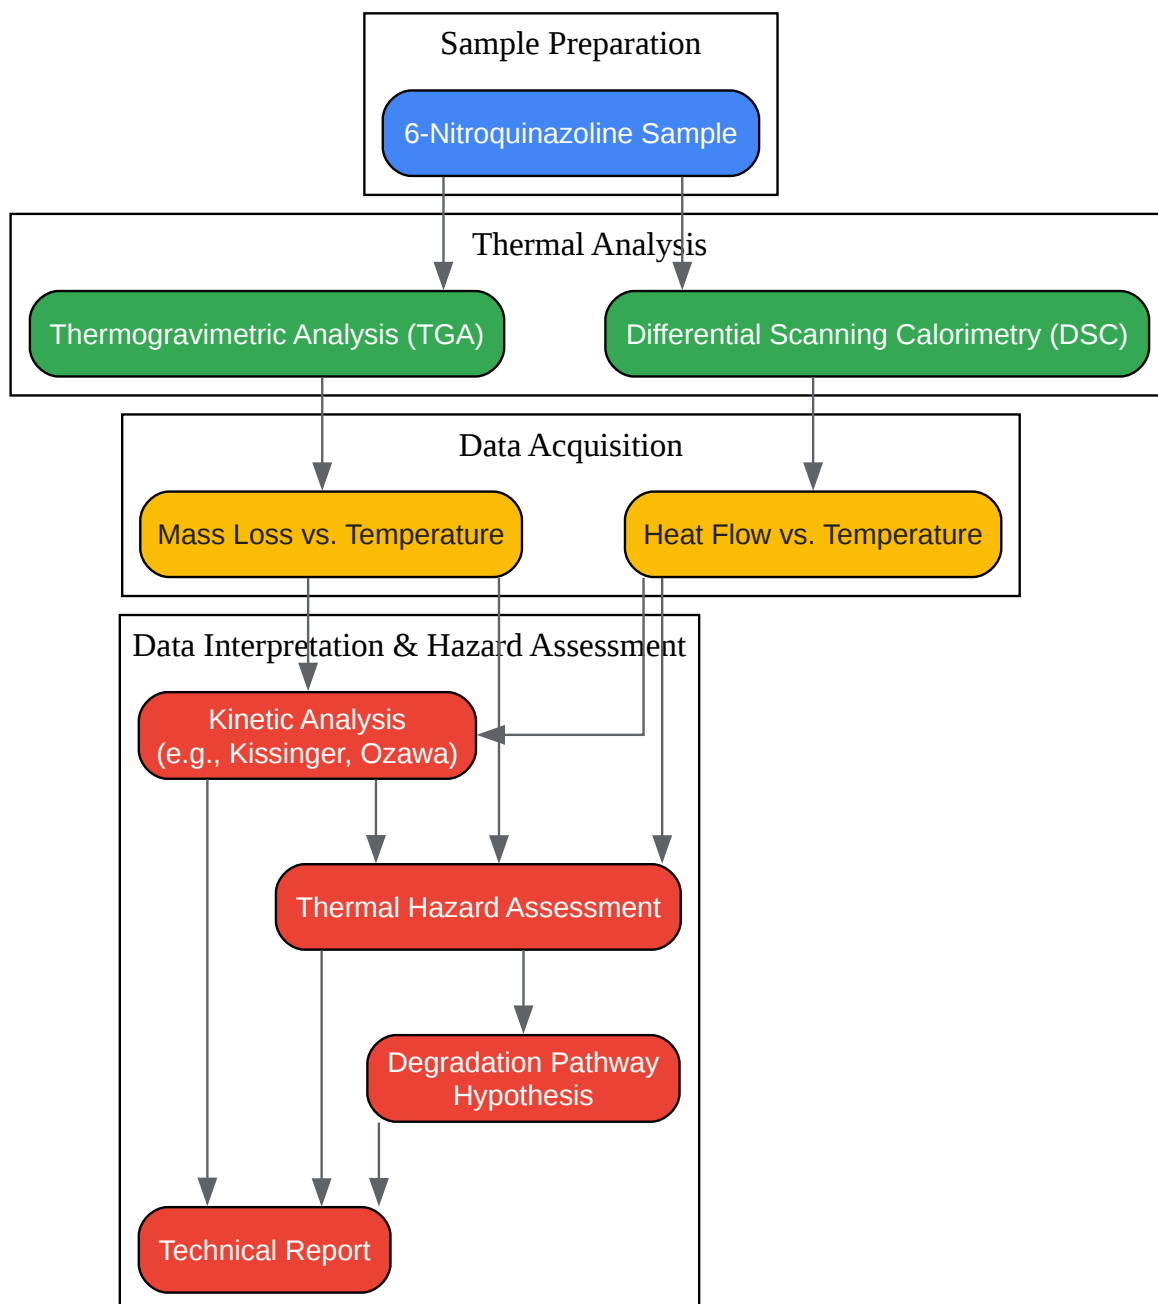 Sample Preparation
6-Nitroquinazoline Sample
Thermal Analysis
Thermogravimetric Analysis (TGA)
Differential Scanning Calorimetry (DSC)
Data Acquisition
Mass Loss vs. Temperature
Heat Flow vs. Temperature
Data Interpretation & Hazard Assessment
Kinetic Analysis
(e.g., Kissinger, Ozawa)
Thermal Hazard Assessment
Degradation Pathway
Hypothesis
Technical Report